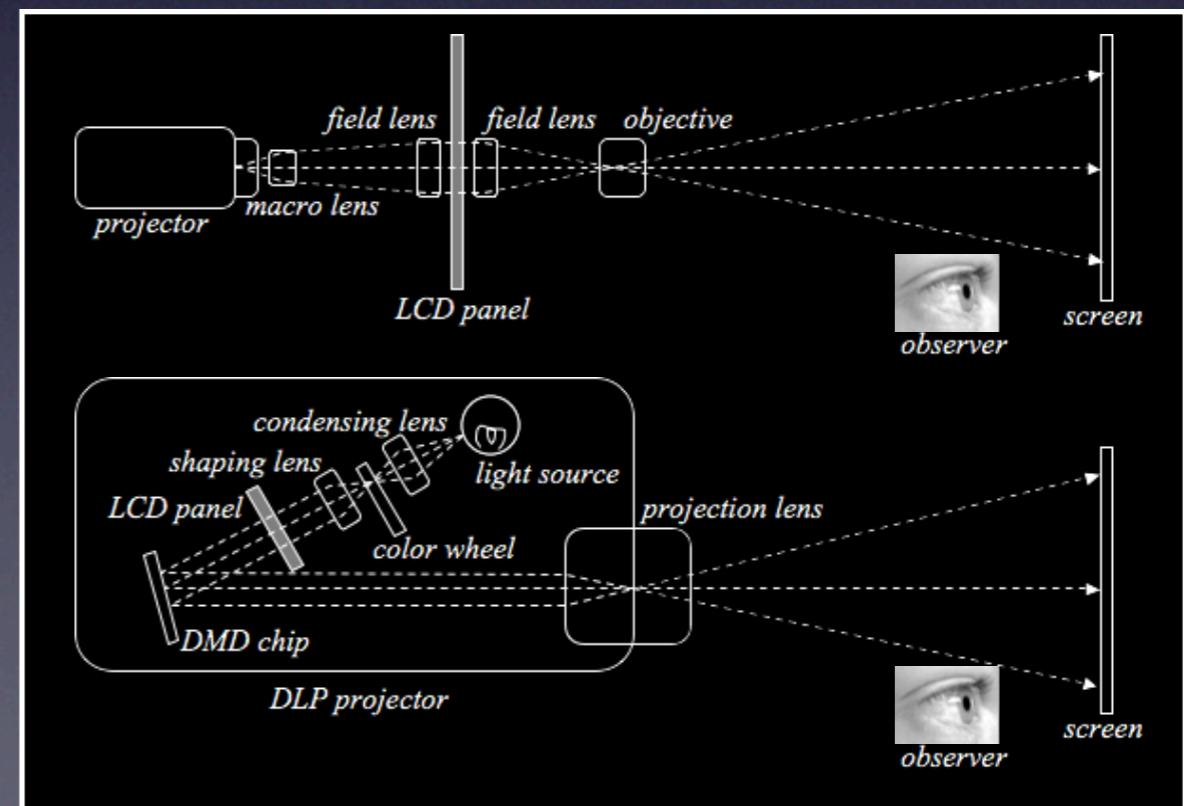 field lens
field lens
objective
macro lens
projector
LCD panel
screen
observer
condensing lens
shaping lens
light source
LCD panel
projection lens
color wheel
DMD chip
DLP projector
screen
observer